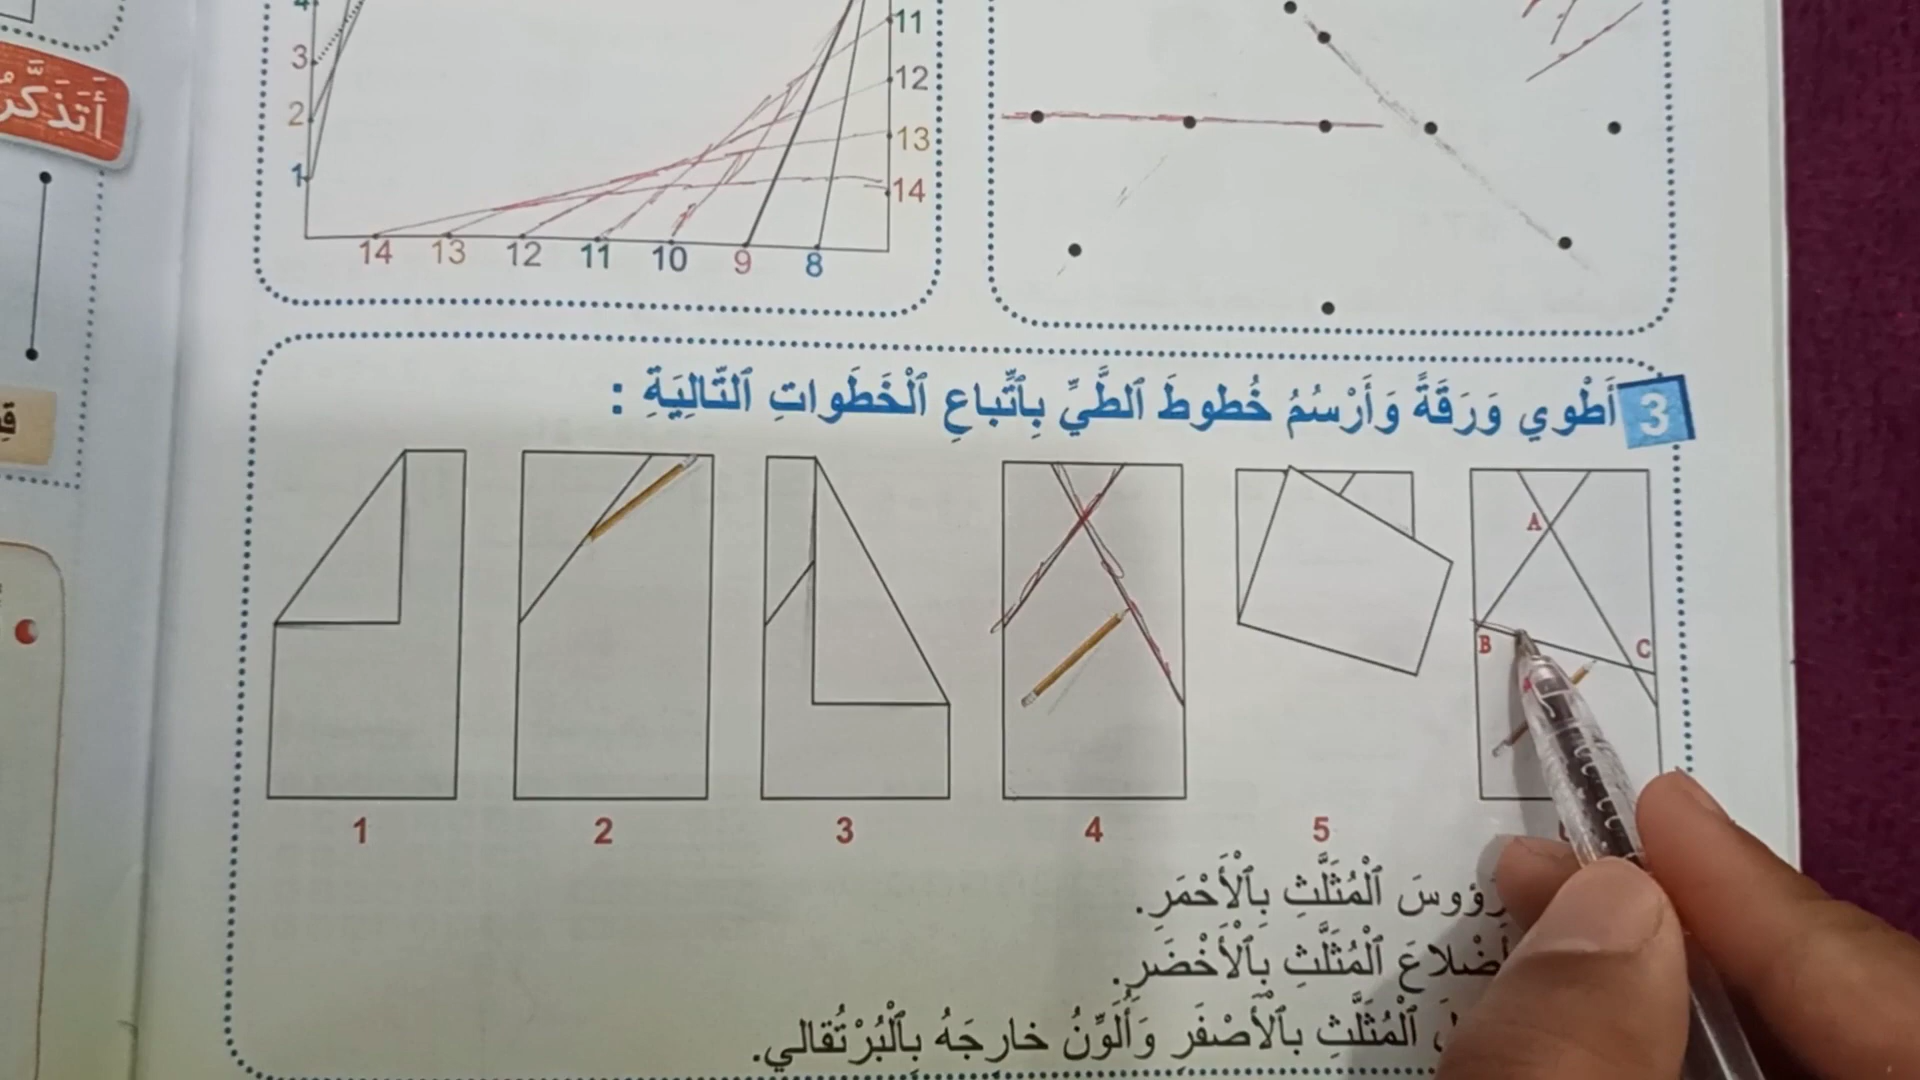 4
3
2
1
11
12
13
14
14 13 12 11 10 9 8
أَتَذَكَّرُ
3 أَطْوي وَرَقَةً وَأَرْسُمُ خُطوطَ ٱلطَّيِّ بِٱتِّباعِ ٱلْخَطَواتِ ٱلتّالِيَةِ :
A
B
C
1 2 3 4 5
رُؤوسَ ٱلْمُثَلَّثِ بِٱلْأَحْمَرِ.
أَضْلاعَ ٱلْمُثَلَّثِ بِٱلْأَخْضَرِ.
ٱلْمُثَلَّثِ بِٱلْأَصْفَرِ وَأُلَوِّنُ خارِجَهُ بِٱلْبُرْتُقالي.